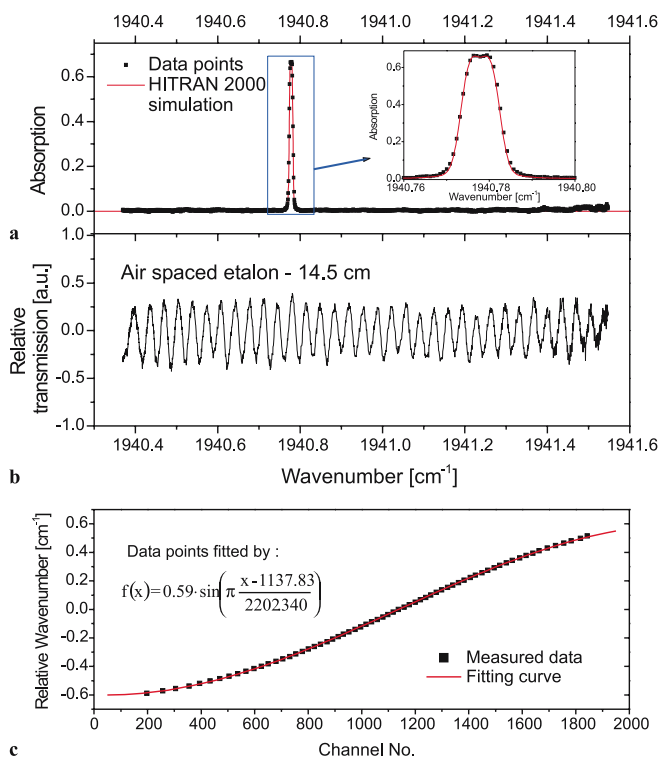 1940.4 1940.6 1940.8 1941.0 1941.2 1941.4 1941.6
Data points
HITRAN 2000
simulation
Absorption
0.6
0.4
0.2
0.0
Absorption
0.6
0.4
0.2
0.0
1940,76 1940,78 1940,80
Wavenumber [cm⁻¹]
a
Air spaced etalon - 14.5 cm
Relative
transmission [a.u.]
1.0
0.5
0.0
-0.5
-1.0
1940.4 1940.6 1940.8 1941.0 1941.2 1941.4 1941.6
Wavenumber [cm⁻¹]
b
Relative Wavenumber [cm⁻¹]
0.6
0.4
0.2
0.0
-0.2
-0.4
-0.6
Data points fitted by :
f(x)=0.59·sin(π x-1137.83
2202340)
Measured data
Fitting curve
0 200 400 600 800 1000 1200 1400 1600 1800 2000
Channel No.
c